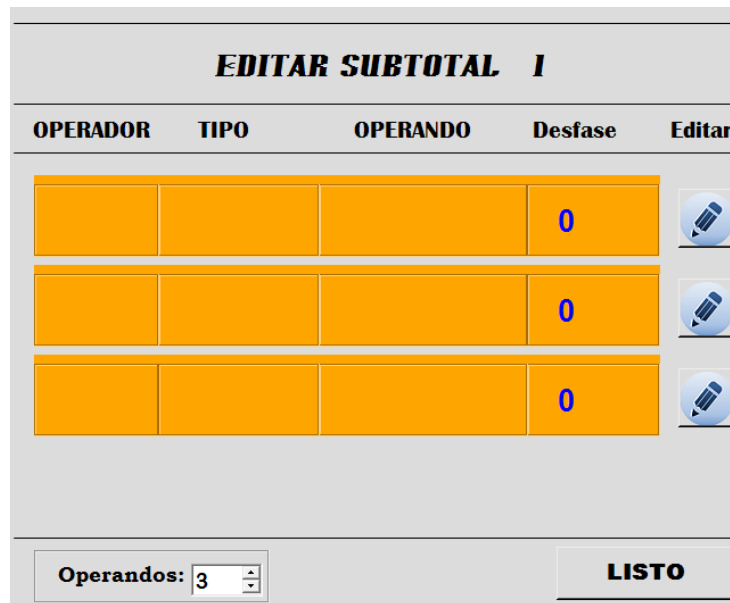 EDITAR SUBTOTAL 1
OPERADOR TIPO OPERANDO Desfase Editar
0
0
0
Operandos: 3
LISTO